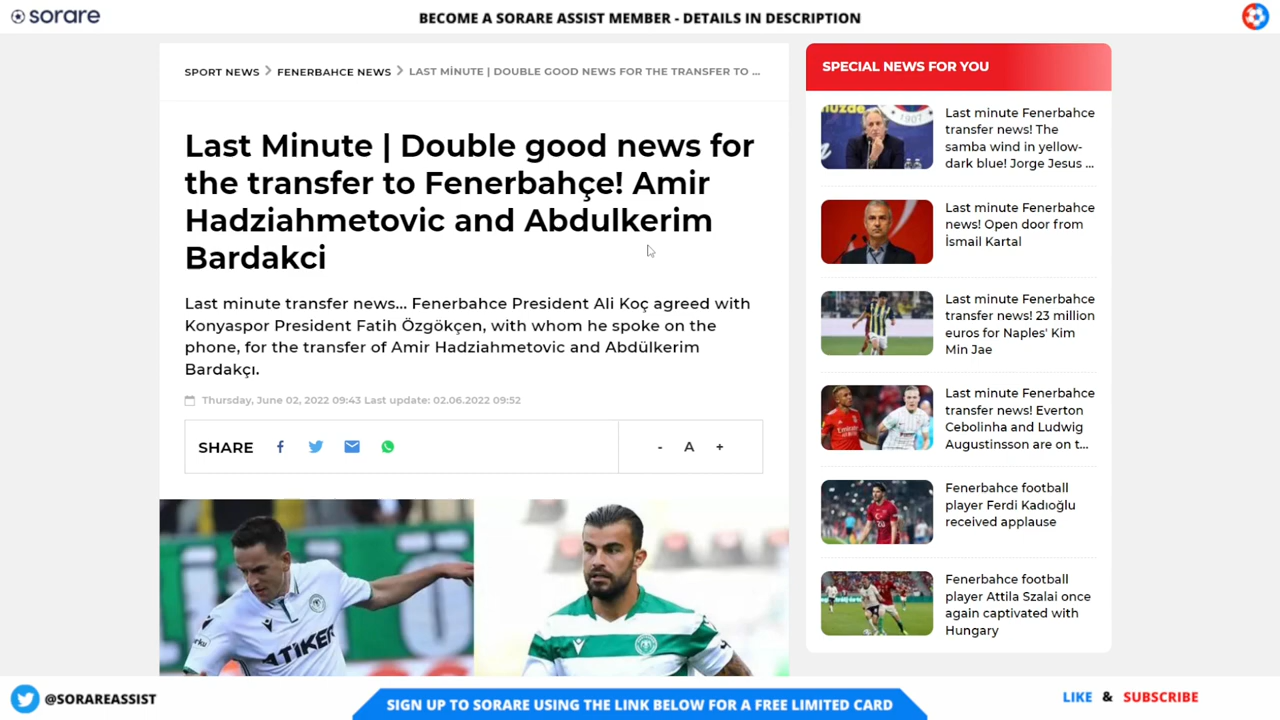 sorare
BECOME A SORARE ASSIST MEMBER - DETAILS IN DESCRIPTION
SPORT NEWS > FENERBAHCE NEWS > LAST MİNUTE | DOUBLE GOOD NEWS FOR THE TRANSFER TO ...
Last Minute | Double good news for
the transfer to Fenerbahçe! Amir
Hadziahmetovic and Abdulkerim
Bardakci
Last minute transfer news... Fenerbahce President Ali Koç agreed with
Konyaspor President Fatih Özgökçen, with whom he spoke on the
phone, for the transfer of Amir Hadziahmetovic and Abdülkerim
Bardakçı.
Thursday, June 02, 2022 09:43 Last update: 02.06.2022 09:52
SHARE
- A +
ATİKER
SPECIAL NEWS FOR YOU
1907
Last minute Fenerbahce
transfer news! The
samba wind in yellow-
dark blue! Jorge Jesus ...
Last minute Fenerbahce
news! Open door from
İsmail Kartal
Last minute Fenerbahce
transfer news! 23 million
euros for Naples' Kim
Min Jae
Last minute Fenerbahce
transfer news! Everton
Cebolinha and Ludwig
Augustinsson are on t...
Fenerbahce football
player Ferdi Kadıoğlu
received applause
Fenerbahce football
player Attila Szalai once
again captivated with
Hungary
@SORAREASSIST
SIGN UP TO SORARE USING THE LINK BELOW FOR A FREE LIMITED CARD
LIKE & SUBSCRIBE